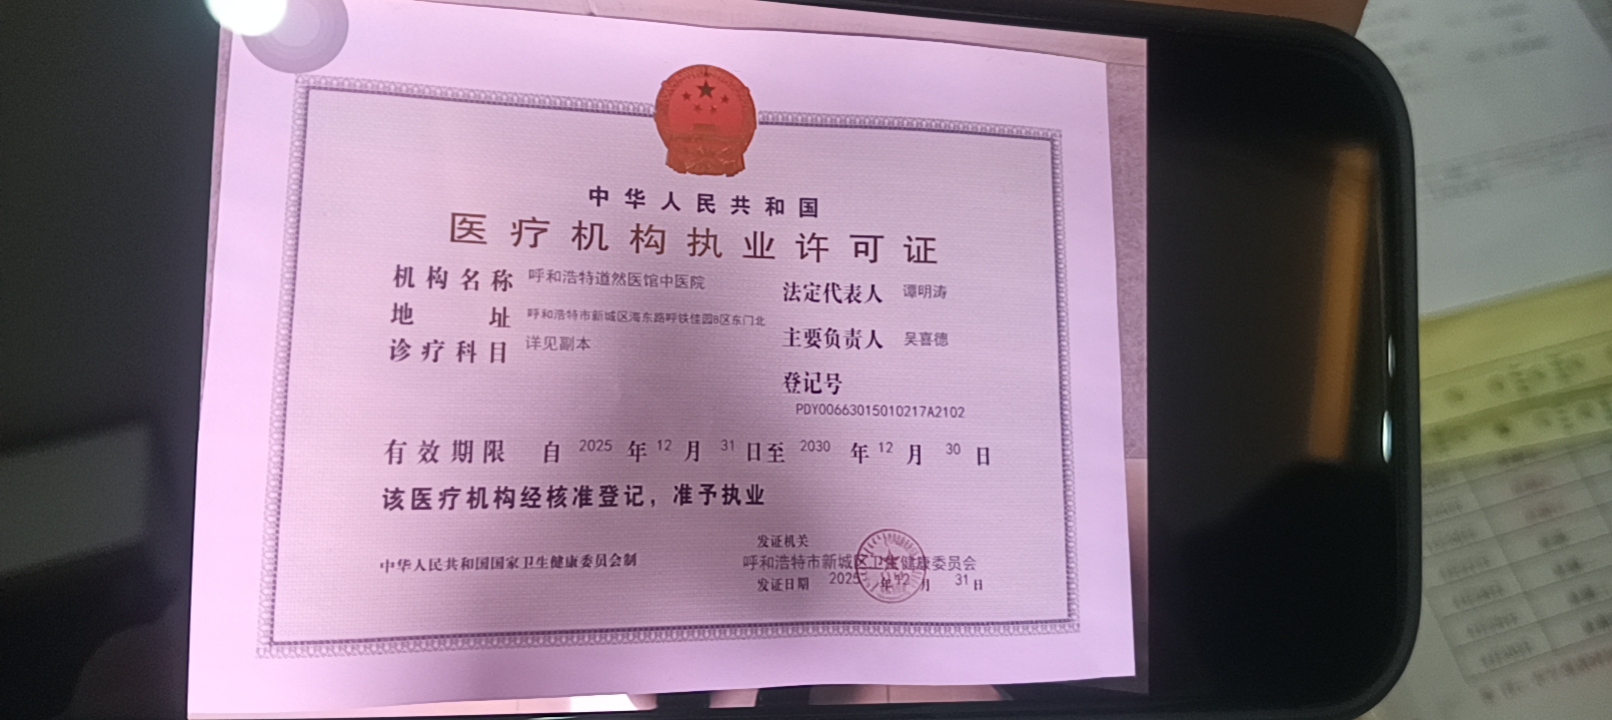 中华人民共和国
医疗机构执业许可证
机构名称 呼和浩特道然医馆中医院
地址 呼和浩特市新城区海东路呼铁佳园B区东门北
诊疗科目 详见副本
法定代表人 谭明涛
主要负责人 吴喜德
登记号
PDY00663015010217A2102
有效期限 自 2025 年 12 月 31 日至 2030 年 12 月 30 日
该医疗机构经核准登记，准予执业
中华人民共和国国家卫生健康委员会制
发证机关
呼和浩特市新城区卫生健康委员会
发证日期 2025 年 12 月 31 日